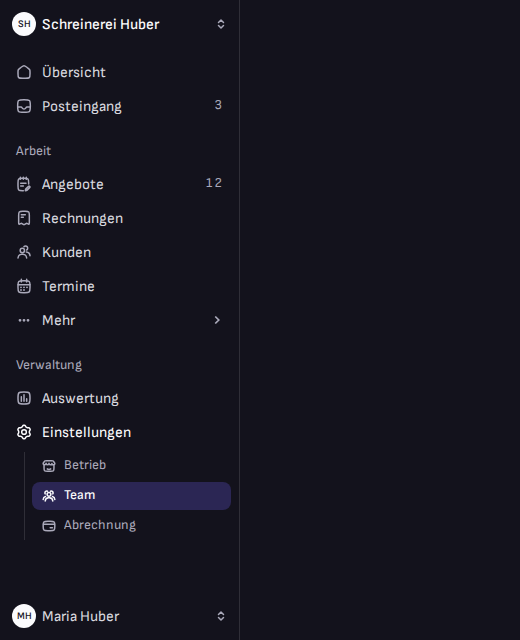 SH Schreinerei Huber
Übersicht
Posteingang 3
Arbeit
Angebote 12
Rechnungen
Kunden
Termine
Mehr
Verwaltung
Auswertung
Einstellungen
Betrieb
Team
Abrechnung
MH Maria Huber